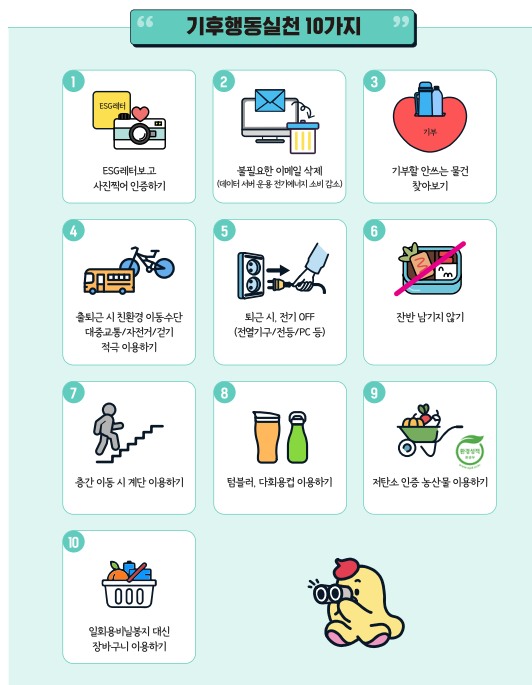 “ 기후행동실천 10가지 ”
1
ESG레터
ESG레터보고
사진찍어 인증하기
2
불필요한 이메일 삭제
(데이터 서버 운용 전기에너지 소비 감소)
3
기부
기부할 안쓰는 물건
찾아보기
4
출퇴근 시 친환경 이동수단
대중교통/자전거/걷기
적극 이용하기
5
퇴근 시, 전기 OFF
(전열기구/전등/PC 등)
6
잔반 남기지 않기
7
층간 이동 시 계단 이용하기
8
텀블러, 다회용컵 이용하기
9
환경성적
저탄소 인증 농산물 이용하기
10
일회용비닐봉지 대신
장바구니 이용하기